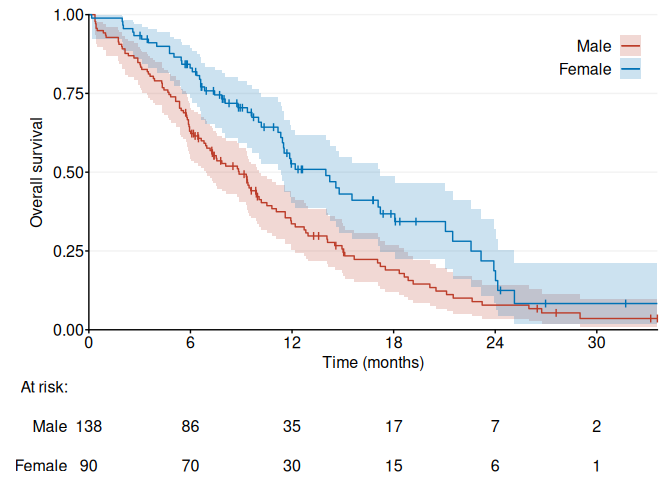 1.00
Male
Female
0.75
0.50
0.25
0.00
Overall survival
0 6 12 18 24 30
Time (months)
At risk:
Male 138 86 35 17 7 2
Female 90 70 30 15 6 1